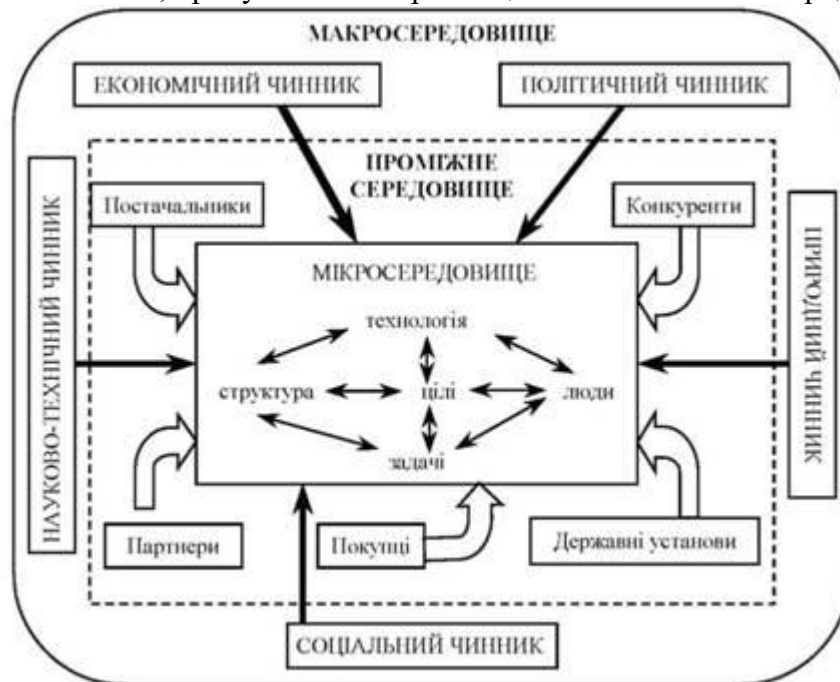 МАКРОСЕРЕДОВИЩЕ
ЕКОНОМІЧНИЙ ЧИННИК
ПОЛІТИЧНИЙ ЧИННИК
ПРОМІЖНЕ
СЕРЕДОВИЩЕ
НАУКОВО-ТЕХНІЧНИЙ ЧИННИК
Постачальники
Конкуренти
ПРИРОДНИЙ ЧИННИК
МІКРОСЕРЕДОВИЩЕ
технологія
структура
цілі
люди
задачі
Партнери
Покупці
Державні установи
СОЦІАЛЬНИЙ ЧИННИК